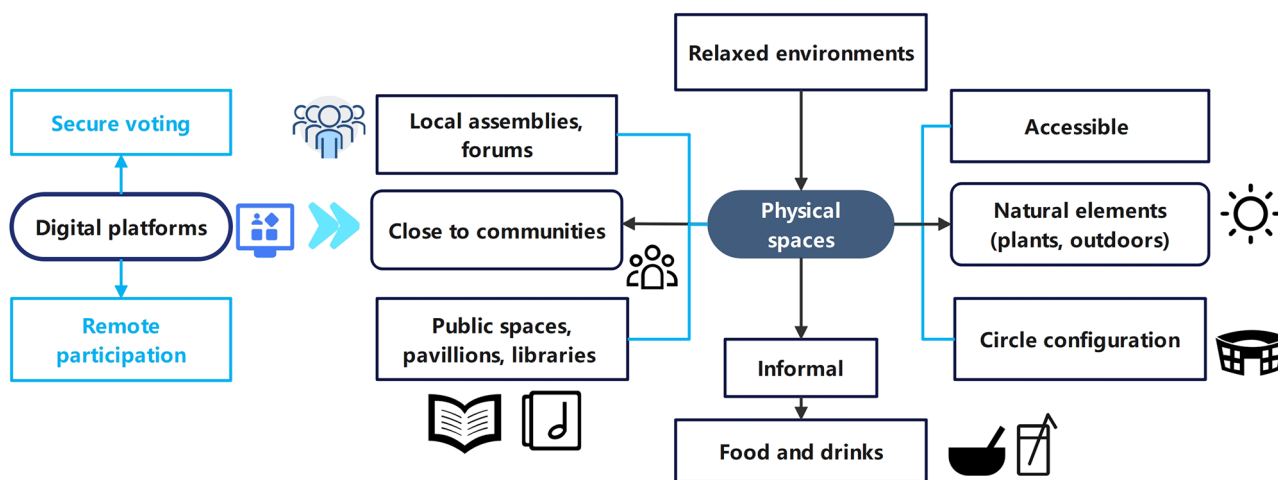 Relaxed environments
Secure voting
Digital platforms
Remote
participation
Local assemblies,
forums
Close to communities
Public spaces,
pavillions, libraries
Physical
spaces
Informal
Food and drinks
Accessible
Natural elements
(plants, outdoors)
Circle configuration